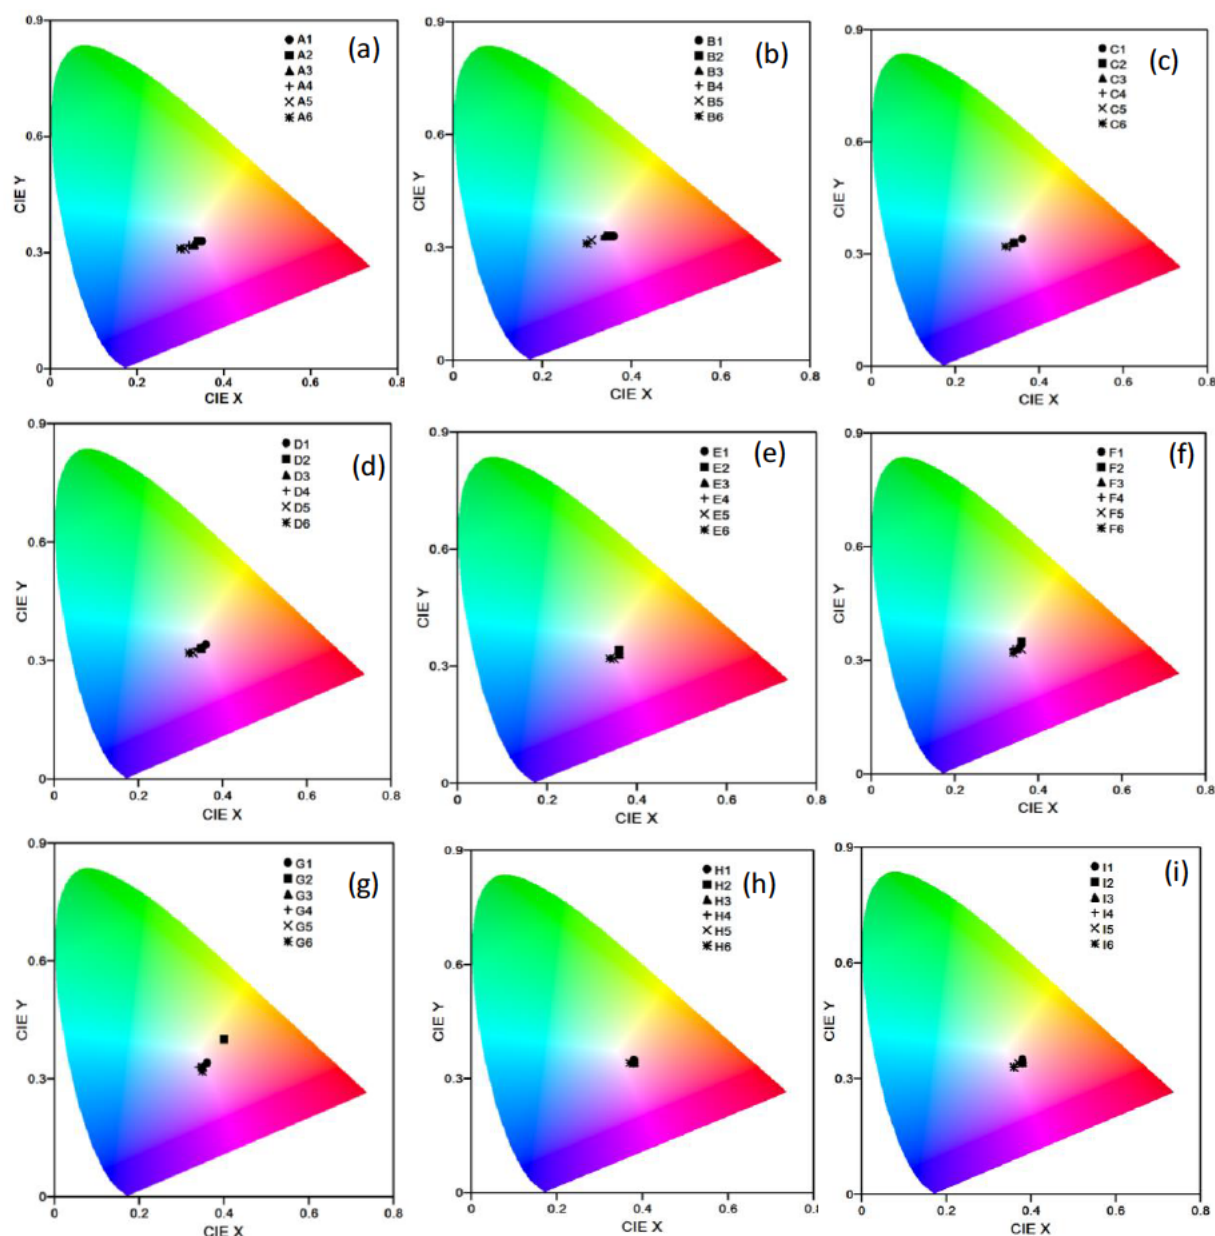 (a)
0.9
0.6
0.3
0
0
0.2
0.4
0.6
0.8
CIE Y
CIE X
A1
A2
A3
A4
A5
A6
(b)
0.9
0.6
0.3
0
0
0.2
0.4
0.6
0.8
CIE Y
CIE X
B1
B2
B3
B4
B5
B6
(c)
0.9
0.6
0.3
0
0
0.2
0.4
0.6
0.8
CIE Y
CIE X
C1
C2
C3
C4
C5
C6
(d)
0.9
0.6
0.3
0
0
0.2
0.4
0.6
0.8
CIE Y
CIE X
D1
D2
D3
D4
D5
D6
(e)
0.9
0.6
0.3
0
0
0.2
0.4
0.6
0.8
CIE Y
CIE X
E1
E2
E3
E4
E5
E6
(f)
0.9
0.6
0.3
0
0
0.2
0.4
0.6
0.8
CIE Y
CIE X
F1
F2
F3
F4
F5
F6
(g)
0.9
0.6
0.3
0
0
0.2
0.4
0.6
0.8
CIE Y
CIE X
G1
G2
G3
G4
G5
G6
(h)
0.9
0.6
0.3
0
0
0.2
0.4
0.6
0.8
CIE Y
CIE X
H1
H2
H3
H4
H5
H6
(i)
0.9
0.6
0.3
0
0
0.2
0.4
0.6
0.8
CIE Y
CIE X
I1
I2
I3
I4
I5
I6